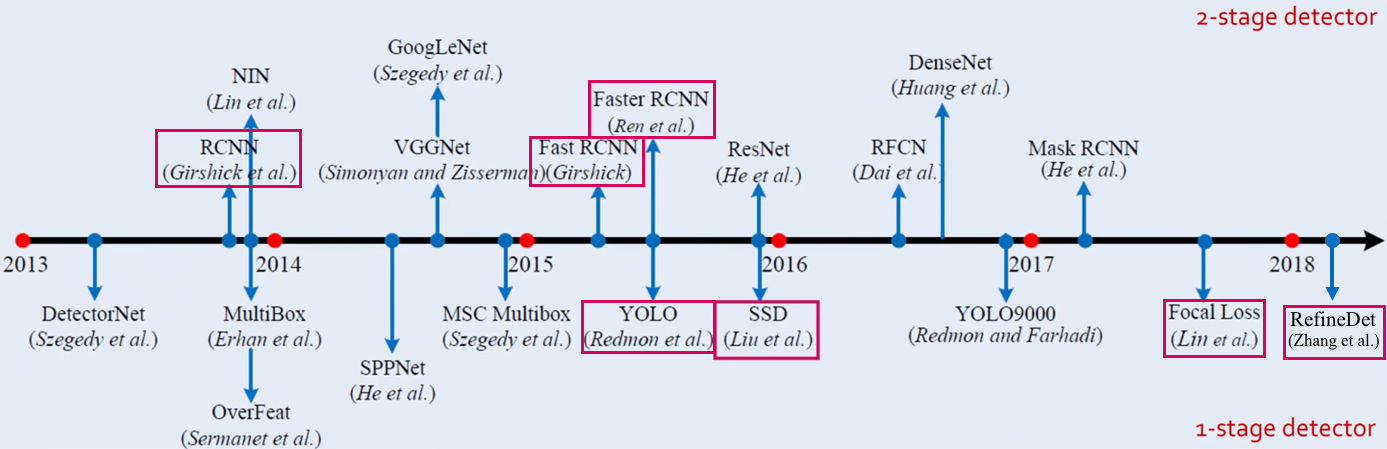 2-stage detector
GoogLeNet
(Szegedy et al.)
DenseNet
(Huang et al.)
NIN
(Lin et al.)
Faster RCNN
(Ren et al.)
RCNN
(Girshick et al.)
VGGNet
(Simonyan and Zisserman)
Fast RCNN
(Girshick)
ResNet
(He et al.)
RFCN
(Dai et al.)
Mask RCNN
(He et al.)
2013
2014
2015
2016
2017
2018
DetectorNet
(Szegedy et al.)
MultiBox
(Erhan et al.)
MSC Multibox
(Szegedy et al.)
YOLO
(Redmon et al.)
SSD
(Liu et al.)
YOLO9000
(Redmon and Farhadi)
Focal Loss
(Lin et al.)
RefineDet
(Zhang et al.)
SPPNet
(He et al.)
OverFeat
(Sermanet et al.)
1-stage detector